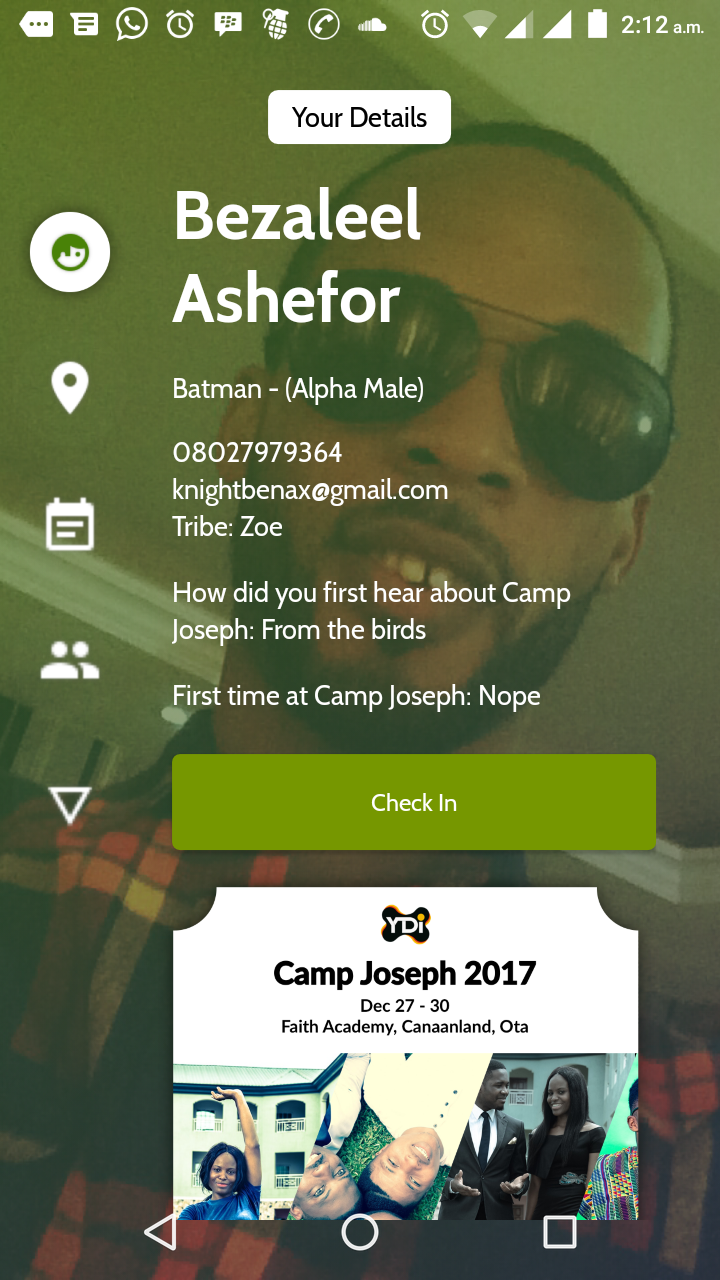 2:12 a.m.
Your Details
Bezaleel
Ashefor
Batman - (Alpha Male)
08027979364
knightbenax@gmail.com
Tribe: Zoe
How did you first hear about Camp
Joseph: From the birds
First time at Camp Joseph: Nope
Check In
YDi
Camp Joseph 2017
Dec 27 - 30
Faith Academy, Canaanland, Ota